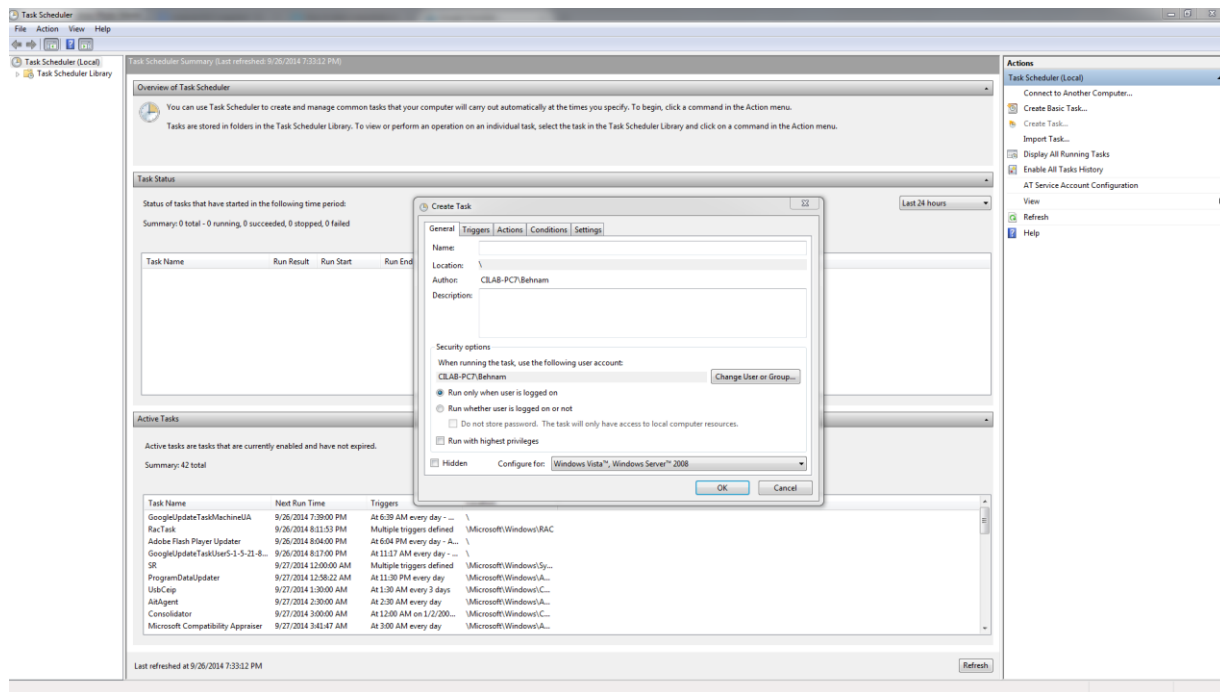 Task Scheduler
File Action View Help
Task Scheduler (Local)
Task Scheduler Library
Task Scheduler Summary (Last refreshed: 9/26/2014 7:33:12 PM)
Overview of Task Scheduler
You can use Task Scheduler to create and manage common tasks that your computer will carry out automatically at the times you specify. To begin, click a command in the Action menu.
Tasks are stored in folders in the Task Scheduler Library. To view or perform an operation on an individual task, select the task in the Task Scheduler Library and click on a command in the Action menu.
Task Status
Status of tasks that have started in the following time period:
Last 24 hours
Summary: 0 total - 0 running, 0 succeeded, 0 stopped, 0 failed
Task Name Run Result Run Start Run End
Create Task
General Triggers Actions Conditions Settings
Name:
Location: \
Author: CILAB-PC7\Behnam
Description:
Security options
When running the task, use the following user account:
CILAB-PC7\Behnam Change User or Group...
Run only when user is logged on
Run whether user is logged on or not
Do not store password. The task will only have access to local computer resources.
Run with highest privileges
Hidden Configure for: Windows Vista™, Windows Server™ 2008
OK Cancel
Active Tasks
Active tasks are tasks that are currently enabled and have not expired.
Summary: 42 total
Task Name Next Run Time Triggers
GoogleUpdateTaskMachineUA 9/26/2014 7:39:00 PM At 6:39 AM every day - ... \
RacTask 9/26/2014 8:11:53 PM Multiple triggers defined \Microsoft\Windows\RAC
Adobe Flash Player Updater 9/26/2014 8:04:00 PM At 6:04 PM every day - A... \
GoogleUpdateTaskUserS-1-5-21-8... 9/26/2014 8:17:00 PM At 11:17 AM every day - ... \
SR 9/27/2014 12:00:00 AM Multiple triggers defined \Microsoft\Windows\Sy...
ProgramDataUpdater 9/27/2014 12:58:22 AM At 11:30 PM every day \Microsoft\Windows\A...
UsbCeip 9/27/2014 1:30:00 AM At 1:30 AM every 3 days \Microsoft\Windows\C...
AitAgent 9/27/2014 2:30:00 AM At 2:30 AM every day \Microsoft\Windows\A...
Consolidator 9/27/2014 3:00:00 AM At 12:00 AM on 1/2/200... \Microsoft\Windows\C...
Microsoft Compatibility Appraiser 9/27/2014 3:41:47 AM At 3:00 AM every day \Microsoft\Windows\A...
Last refreshed at 9/26/2014 7:33:12 PM
Refresh
Actions
Task Scheduler (Local)
Connect to Another Computer...
Create Basic Task...
Create Task...
Import Task...
Display All Running Tasks
Enable All Tasks History
AT Service Account Configuration
View
Refresh
Help